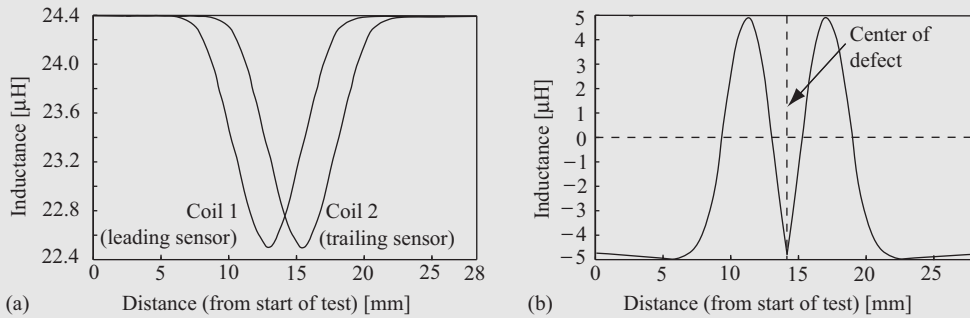 24.4
24.0
23.6
23.2
22.8
22.4
Inductance [μH]
Coil 1
(leading sensor)
Coil 2
(trailing sensor)
0 5 10 15 20 25 28
(a) Distance (from start of test) [mm]
5
4
3
2
1
0
−1
−2
−3
−4
−5
Inductance [μH]
Center of
defect
0 5 10 15 20 25
(b) Distance (from start of test) [mm]